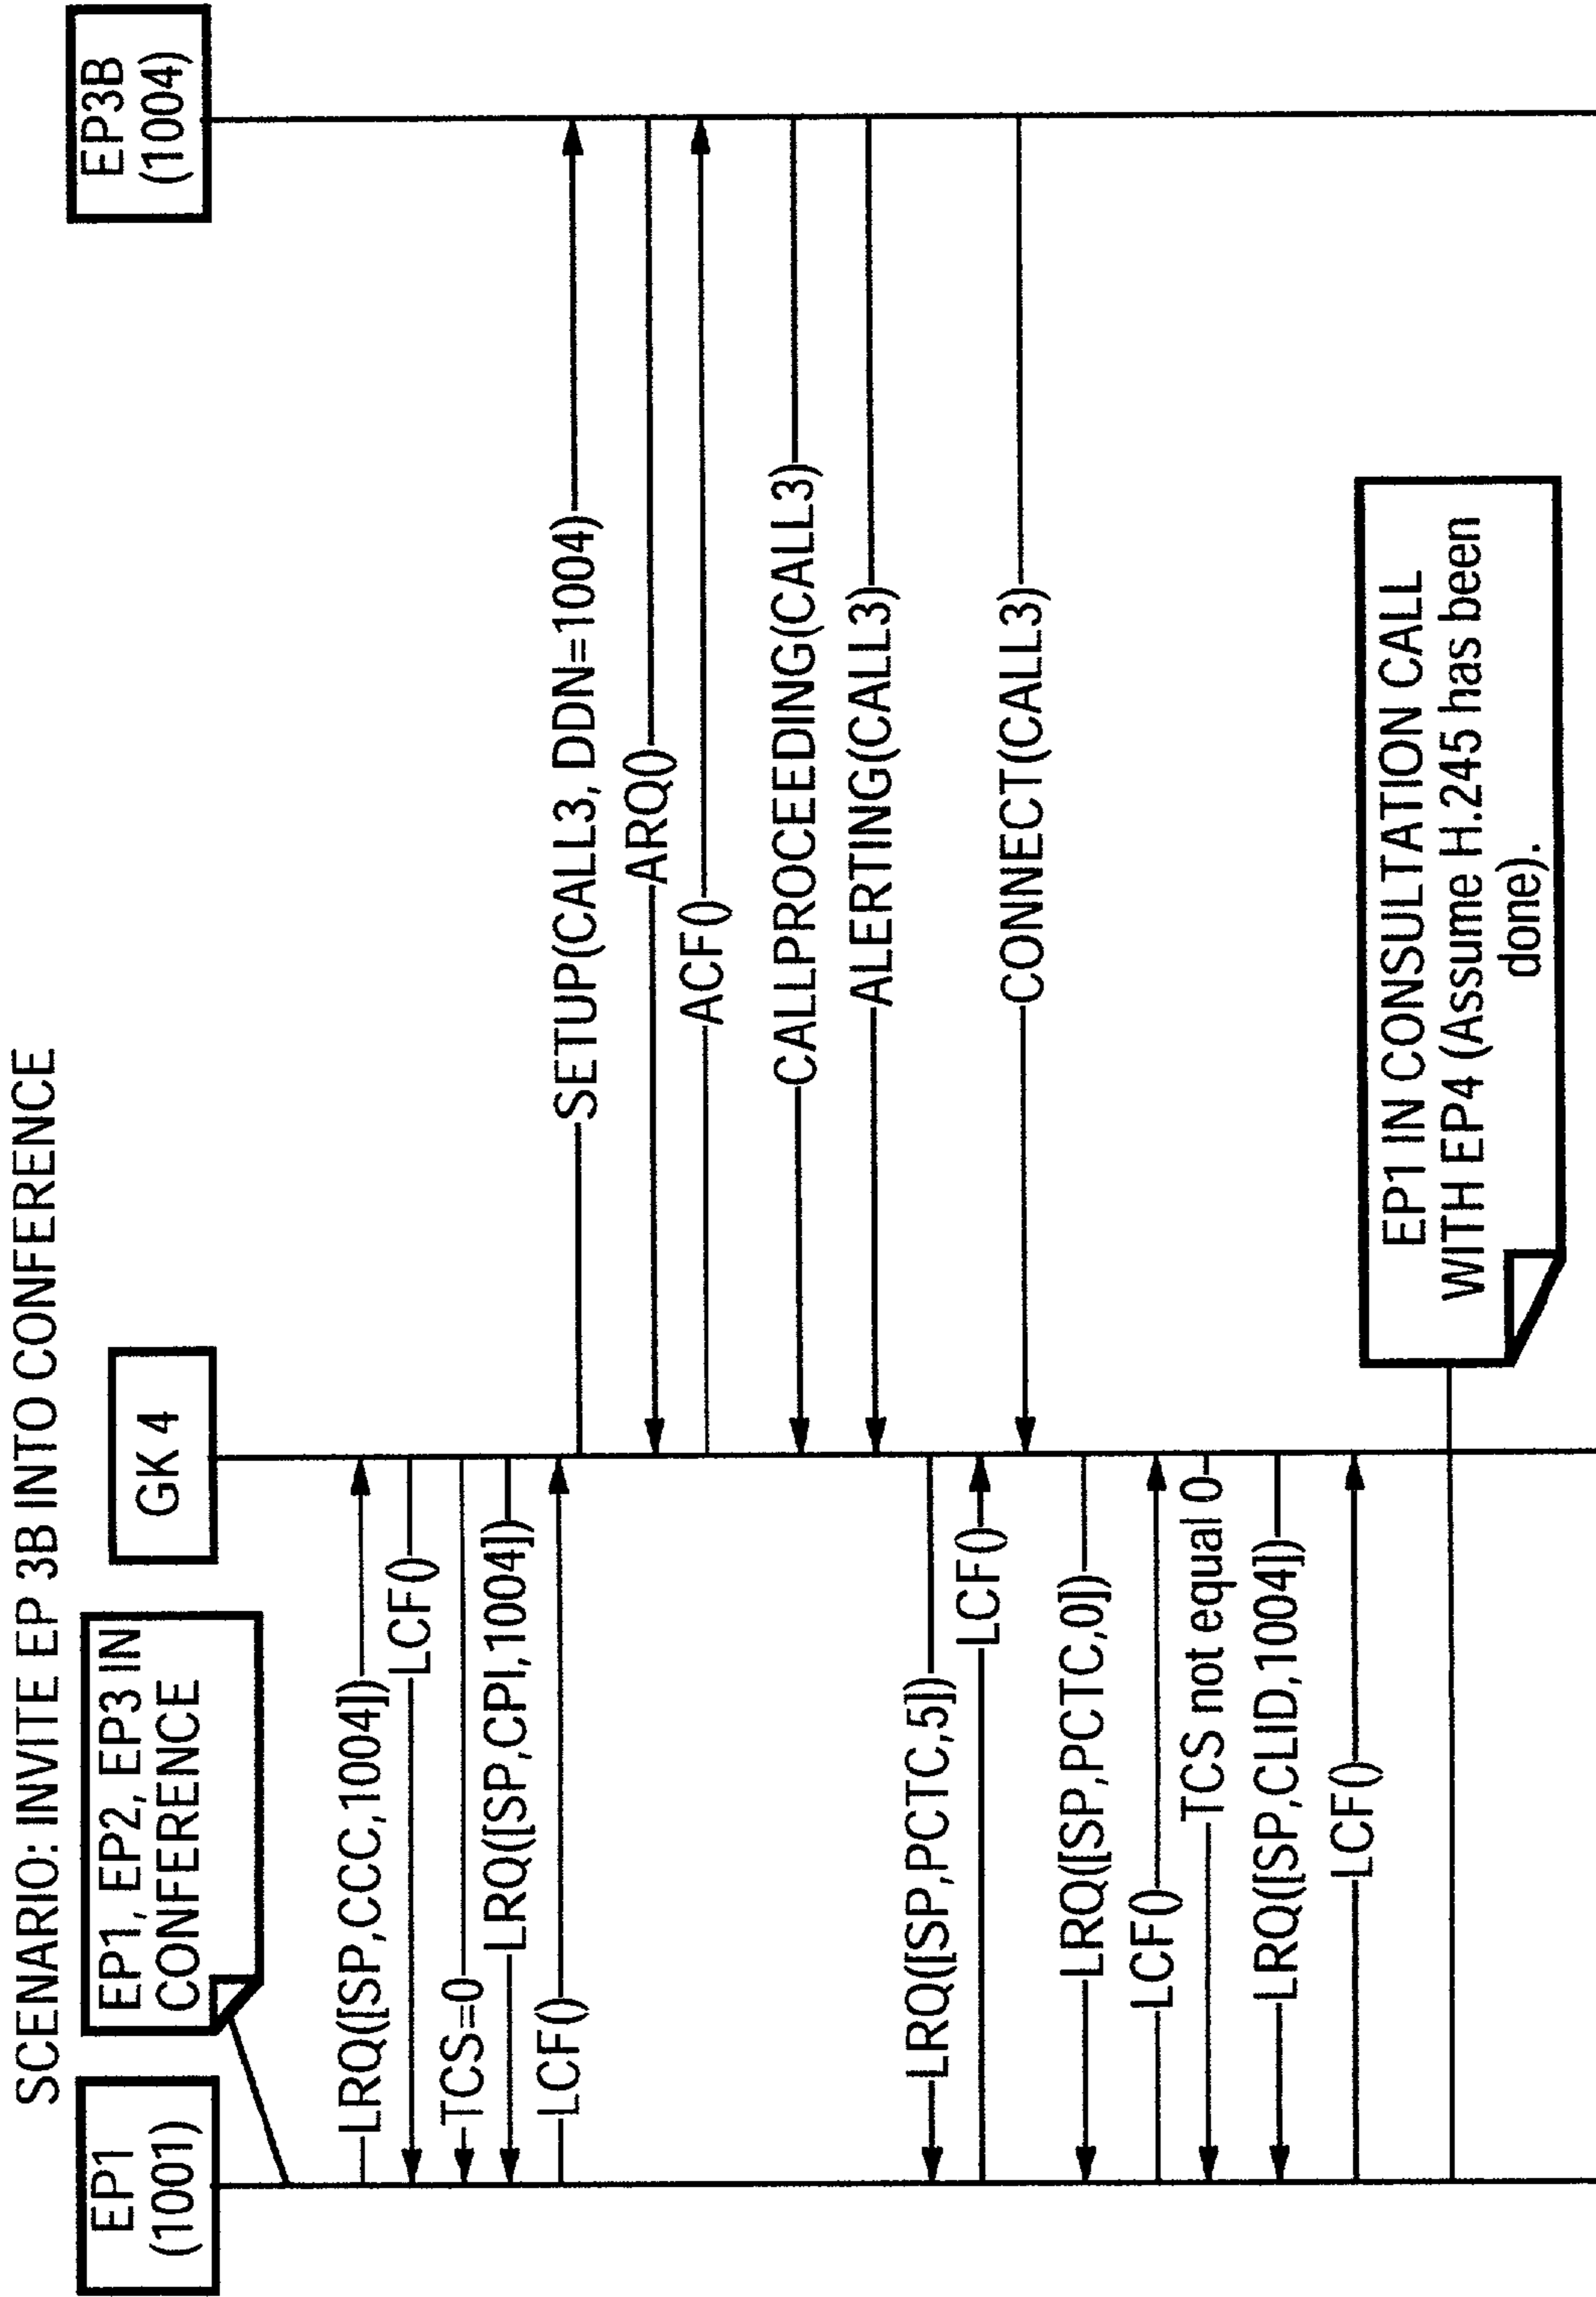 SCENARIO: INVITE EP 3B INTO CONFERENCE
EP1
(1001)
EP1, EP2, EP3 IN
CONFERENCE
GK 4
EP3B
(1004)
LRQ([SP,CCC,1004])
LCF()
TCS=0
LRQ([SP,CPI,1004])
LCF()
SETUP(CALL3, DDN=1004)
ARQ()
ACF()
CALLPROCEEDING(CALL3)
ALERTING(CALL3)
LRQ([SP,PCTC,5])
LCF()
CONNECT(CALL3)
LRQ([SP,PCTC,0])
LCF()
TCS not equal 0
LRQ([SP,CLID,1004])
LCF()
EP1 IN CONSULTATION CALL
WITH EP4 (Assume H.245 has been
done).